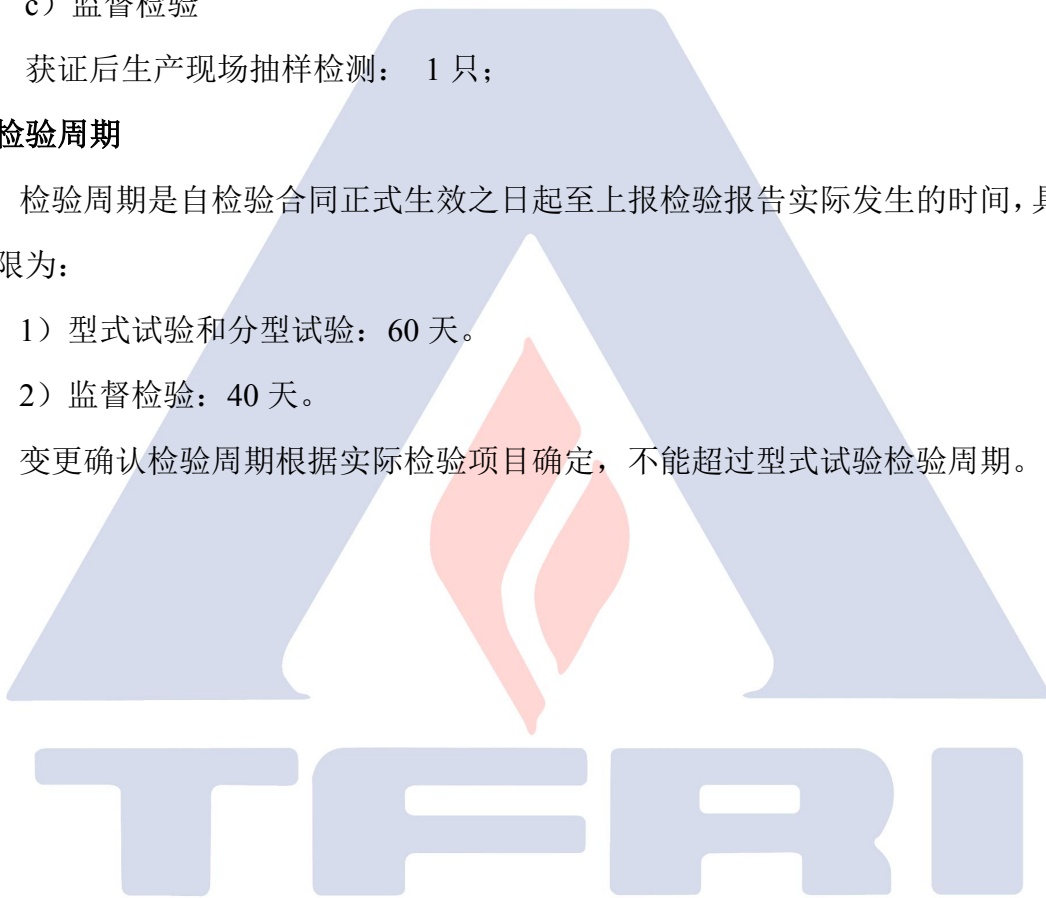 c）监督检验
获证后生产现场抽样检测： 1 只；
检验周期
检验周期是自检验合同正式生效之日起至上报检验报告实际发生的时间，具
限为：
1）型式试验和分型试验：60 天。
2）监督检验：40 天。
变更确认检验周期根据实际检验项目确定，不能超过型式试验检验周期。
TFRI